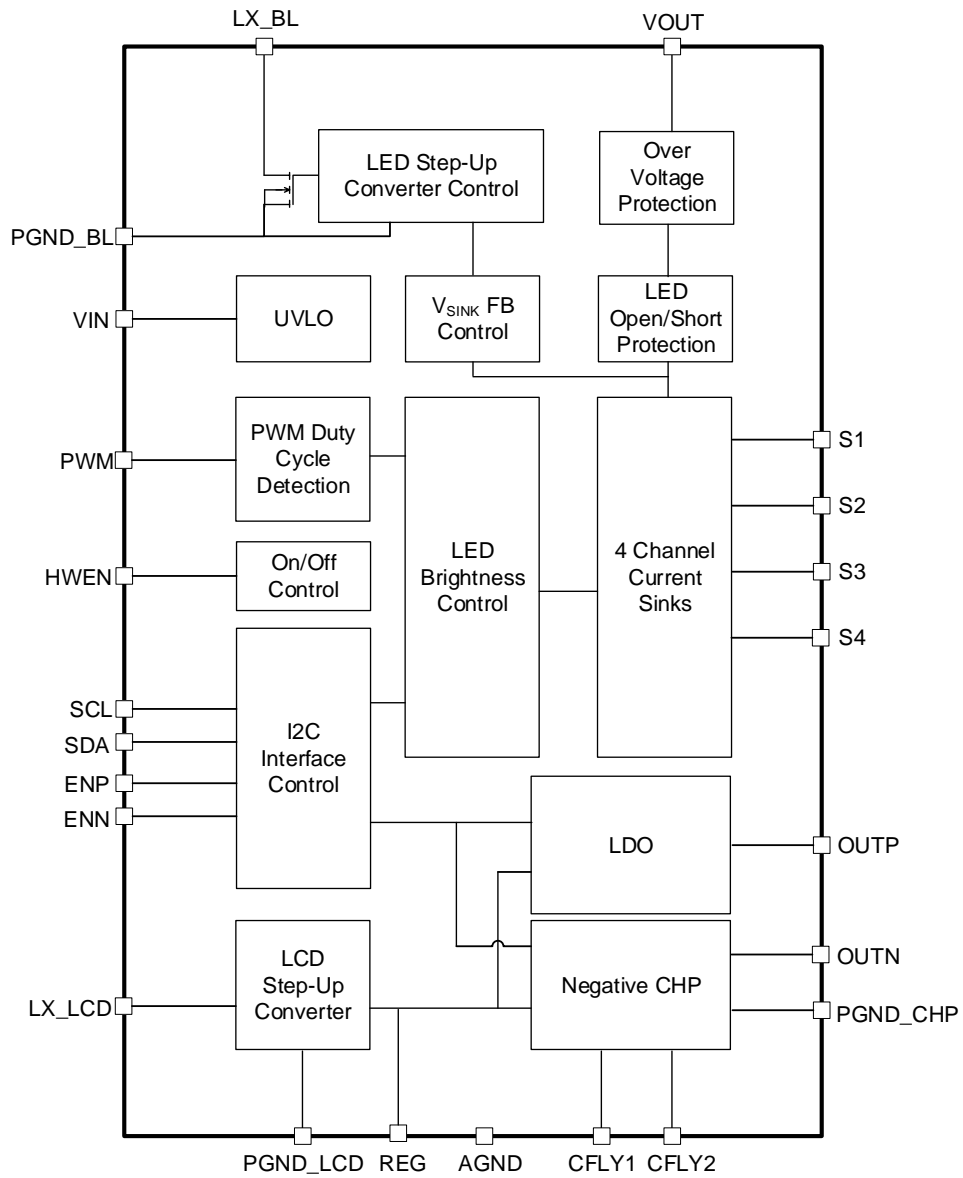 LX_BL
VOUT
LED Step-Up
Converter Control
Over
Voltage
Protection
PGND_BL
VIN
UVLO
VSINK FB
Control
LED
Open/Short
Protection
PWM
PWM Duty
Cycle
Detection
HWEN
On/Off
Control
LED
Brightness
Control
4 Channel
Current
Sinks
S1
S2
S3
S4
SCL
SDA
ENP
ENN
I2C
Interface
Control
LDO
OUTP
LX_LCD
LCD
Step-Up
Converter
Negative CHP
OUTN
PGND_CHP
PGND_LCD
REG
AGND
CFLY1
CFLY2